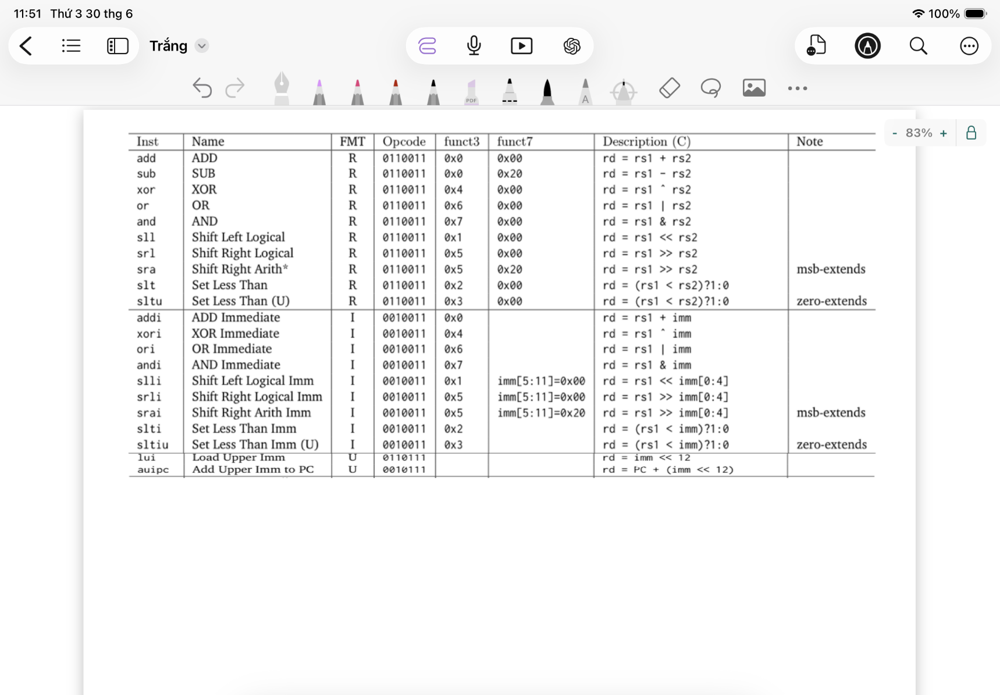 11:51 Thứ 3 30 thg 6
100%
Trắng
PDF
A
- 83% +
Inst Name FMT Opcode funct3 funct7 Description (C) Note
add ADD R 0110011 0x0 0x00 rd = rs1 + rs2
sub SUB R 0110011 0x0 0x20 rd = rs1 - rs2
xor XOR R 0110011 0x4 0x00 rd = rs1 ^ rs2
or OR R 0110011 0x6 0x00 rd = rs1 | rs2
and AND R 0110011 0x7 0x00 rd = rs1 & rs2
sll Shift Left Logical R 0110011 0x1 0x00 rd = rs1 << rs2
srl Shift Right Logical R 0110011 0x5 0x00 rd = rs1 >> rs2
sra Shift Right Arith* R 0110011 0x5 0x20 rd = rs1 >> rs2 msb-extends
slt Set Less Than R 0110011 0x2 0x00 rd = (rs1 < rs2)?1:0
sltu Set Less Than (U) R 0110011 0x3 0x00 rd = (rs1 < rs2)?1:0 zero-extends
addi ADD Immediate I 0010011 0x0 rd = rs1 + imm
xori XOR Immediate I 0010011 0x4 rd = rs1 ^ imm
ori OR Immediate I 0010011 0x6 rd = rs1 | imm
andi AND Immediate I 0010011 0x7 rd = rs1 & imm
slli Shift Left Logical Imm I 0010011 0x1 imm[5:11]=0x00 rd = rs1 << imm[0:4]
srli Shift Right Logical Imm I 0010011 0x5 imm[5:11]=0x00 rd = rs1 >> imm[0:4]
srai Shift Right Arith Imm I 0010011 0x5 imm[5:11]=0x20 rd = rs1 >> imm[0:4] msb-extends
slti Set Less Than Imm I 0010011 0x2 rd = (rs1 < imm)?1:0
sltiu Set Less Than Imm (U) I 0010011 0x3 rd = (rs1 < imm)?1:0 zero-extends
lui Load Upper Imm U 0110111 rd = imm << 12
auipc Add Upper Imm to PC U 0010111 rd = PC + (imm << 12)